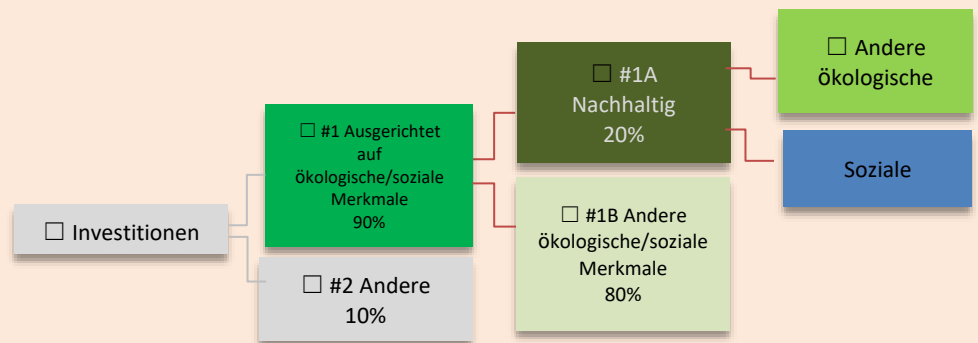 ☐ Investitionen
☐ #1 Ausgerichtet
auf
ökologische/soziale
Merkmale
90%
☐ #2 Andere
10%
☐ #1A
Nachhaltig
20%
☐ #1B Andere
ökologische/soziale
Merkmale
80%
☐ Andere
ökologische
Soziale